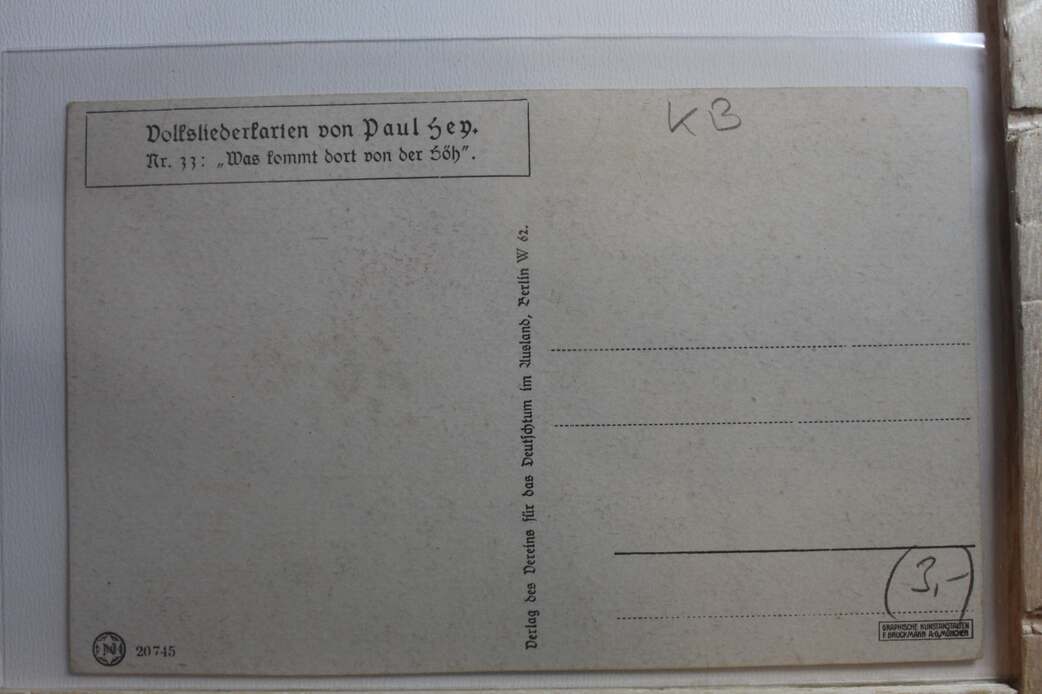 Volksliederkarten von Paul Hey.
Nr. 33: „Was kommt dort von der Höh".
KB
Verlag des Vereins für das Deutschtum im Ausland, Berlin W 62.
3,-
GRAPHISCHE KUNSTANSTALTEN
F. BRUCKMANN A.G. MÜNCHEN
N
20745